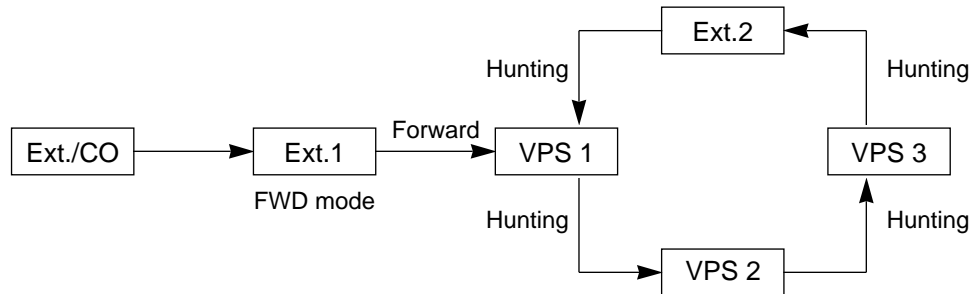 Ext.2
Hunting
Hunting
Forward
Ext./CO
Ext.1
VPS 1
VPS 3
FWD mode
Hunting
Hunting
VPS 2